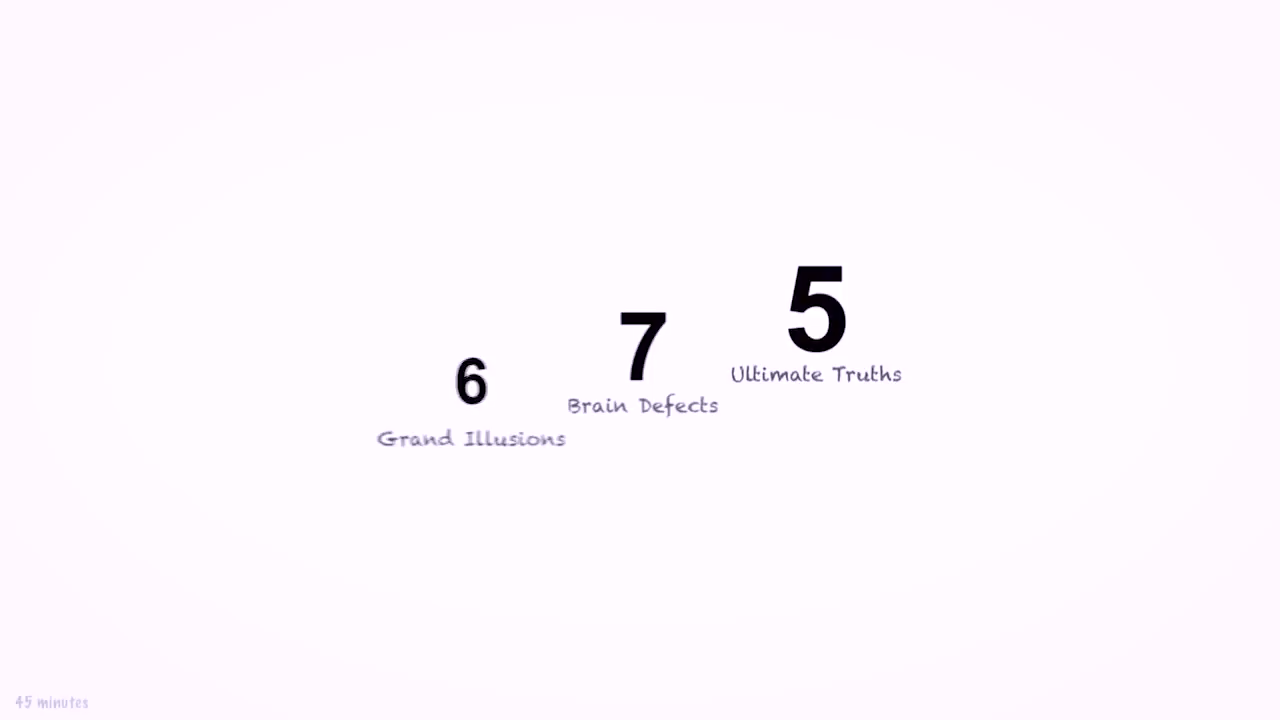 6
Grand Illusions
7
Brain Defects
5
Ultimate Truths
45 minutes